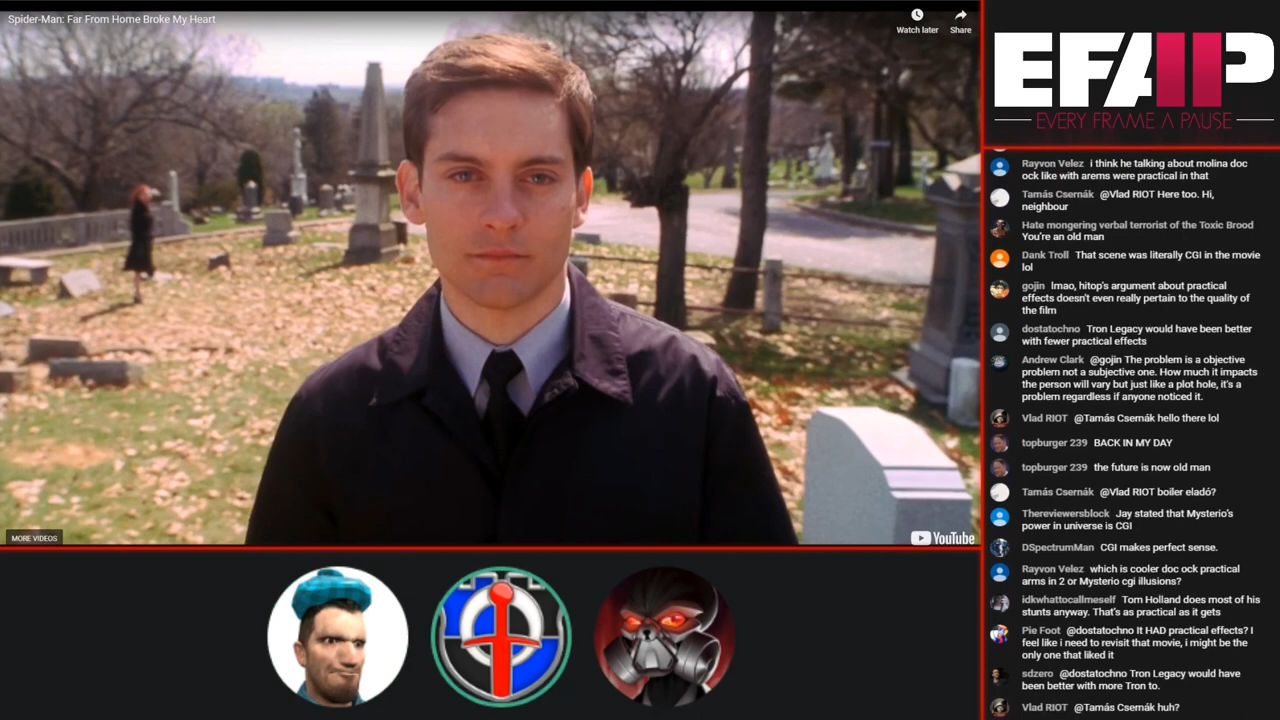 Spider-Man: Far From Home Broke My Heart
Watch later
Share
MORE VIDEOS
YouTube
EFAP
EVERY FRAME A PAUSE
Rayvon Velez i think he talking about molina doc
ock like with arems were practical in that
Tamás Csernák @Vlad RIOT Here too. Hi,
neighbour
Hate mongering verbal terrorist of the Toxic Brood
You're an old man
Dank Troll That scene was literally CGI in the movie
lol
gojin lmao, hitop's argument about practical
effects doesn't even really pertain to the quality of
the film
dostatochno Tron Legacy would have been better
with fewer practical effects
Andrew Clark @gojin The problem is a objective
problem not a subjective one. How much it impacts
the person will vary but just like a plot hole, it's a
problem regardless if anyone noticed it.
Vlad RIOT @Tamás Csernák hello there lol
topburger 239 BACK IN MY DAY
topburger 239 the future is now old man
Tamás Csernák @Vlad RIOT boiler eladó?
Thereviewersblock Jay stated that Mysterio's
power in universe is CGI
DSpectrumMan CGI makes perfect sense.
Rayvon Velez which is cooler doc ock practical
arms in 2 or Mysterio cgi illusions?
idkwhattocallmeself Tom Holland does most of his
stunts anyway. That's as practical as it gets
Pie Foot @dostatochno It HAD practical effects? I
feel like i need to revisit that movie, i might be the
only one that liked it
sdzero @dostatochno Tron Legacy would have
been better with more Tron to.
Vlad RIOT @Tamás Csernák huh?